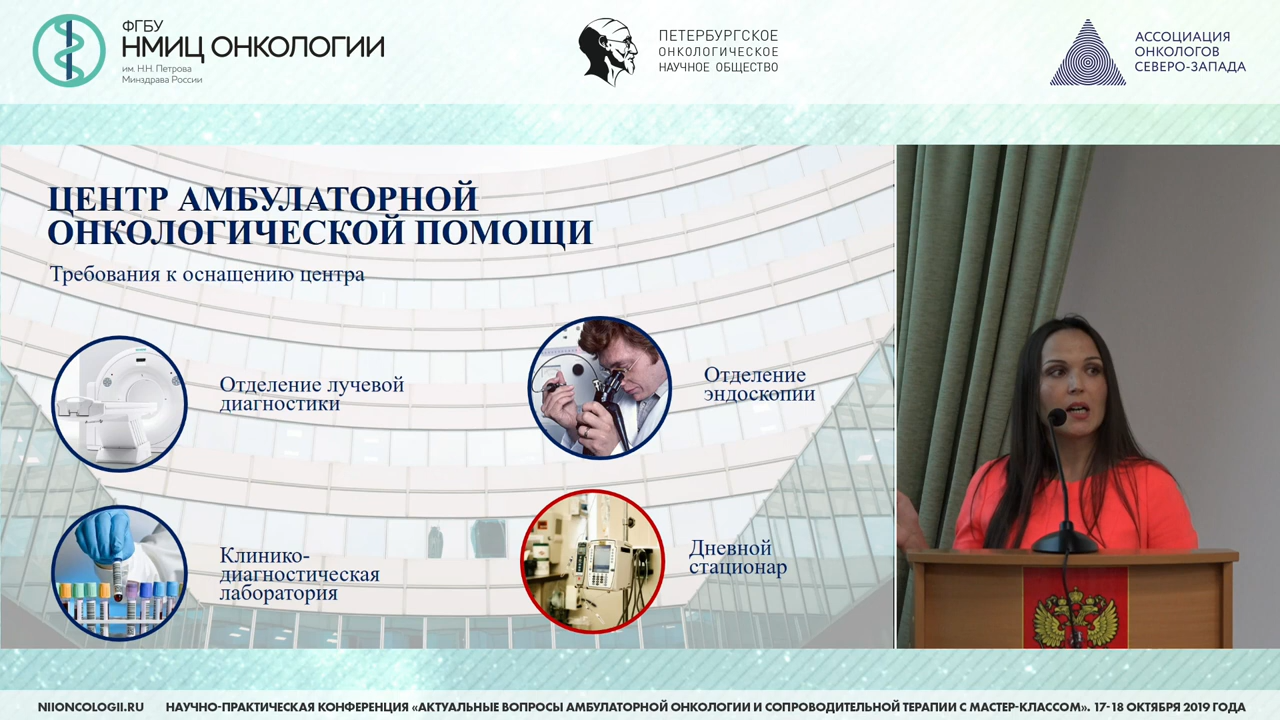 ФГБУ
НМИЦ ОНКОЛОГИИ
им. Н.Н. Петрова
Минздрава России
ПЕТЕРБУРГСКОЕ
ОНКОЛОГИЧЕСКОЕ
НАУЧНОЕ ОБЩЕСТВО
АССОЦИАЦИЯ
ОНКОЛОГОВ
СЕВЕРО-ЗАПАДА
ЦЕНТР АМБУЛАТОРНОЙ
ОНКОЛОГИЧЕСКОЙ ПОМОЩИ
Требования к оснащению центра
Отделение лучевой
диагностики
Отделение
эндоскопии
Клинико-
диагностическая
лаборатория
Дневной
стационар
NIIONCOLOGII.RU НАУЧНО-ПРАКТИЧЕСКАЯ КОНФЕРЕНЦИЯ «АКТУАЛЬНЫЕ ВОПРОСЫ АМБУЛАТОРНОЙ ОНКОЛОГИИ И СОПРОВОДИТЕЛЬНОЙ ТЕРАПИИ С МАСТЕР-КЛАССОМ». 17-18 ОКТЯБРЯ 2019 ГОДА